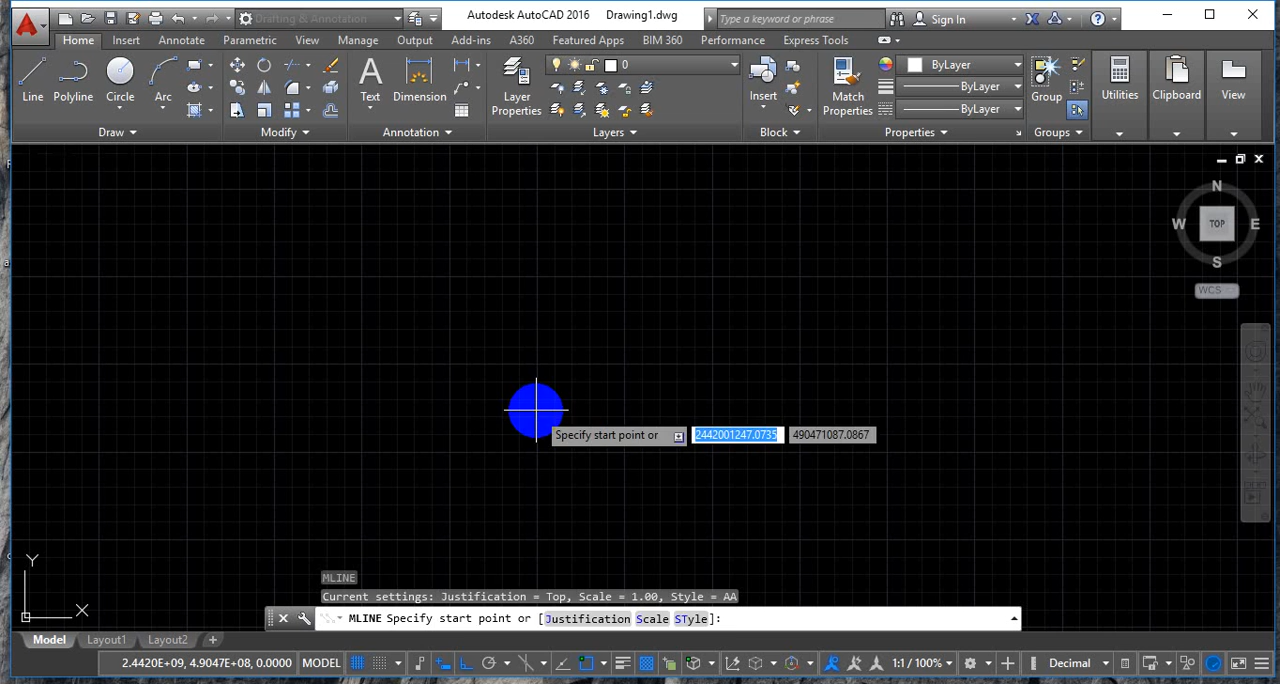 Drafting & Annotation
Autodesk AutoCAD 2016 Drawing1.dwg
Type a keyword or phrase
Sign In
Home Insert Annotate Parametric View Manage Output Add-ins A360 Featured Apps BIM 360 Performance Express Tools
Line Polyline Circle Arc
Text Dimension
Layer Properties
0
Insert
Match Properties
ByLayer
ByLayer
ByLayer
Group
Utilities
Clipboard
View
Draw Modify Annotation Layers Block Properties Groups
N
W TOP E
S
WCS
Specify start point or 2442001247.0735 490471087.0867
Y
X
MLINE
Current settings: Justification = Top, Scale = 1.00, Style = AA
MLINE Specify start point or [Justification Scale STyle]:
Model Layout1 Layout2 +
2.4420E+09, 4.9047E+08, 0.0000 MODEL 1:1 / 100% Decimal